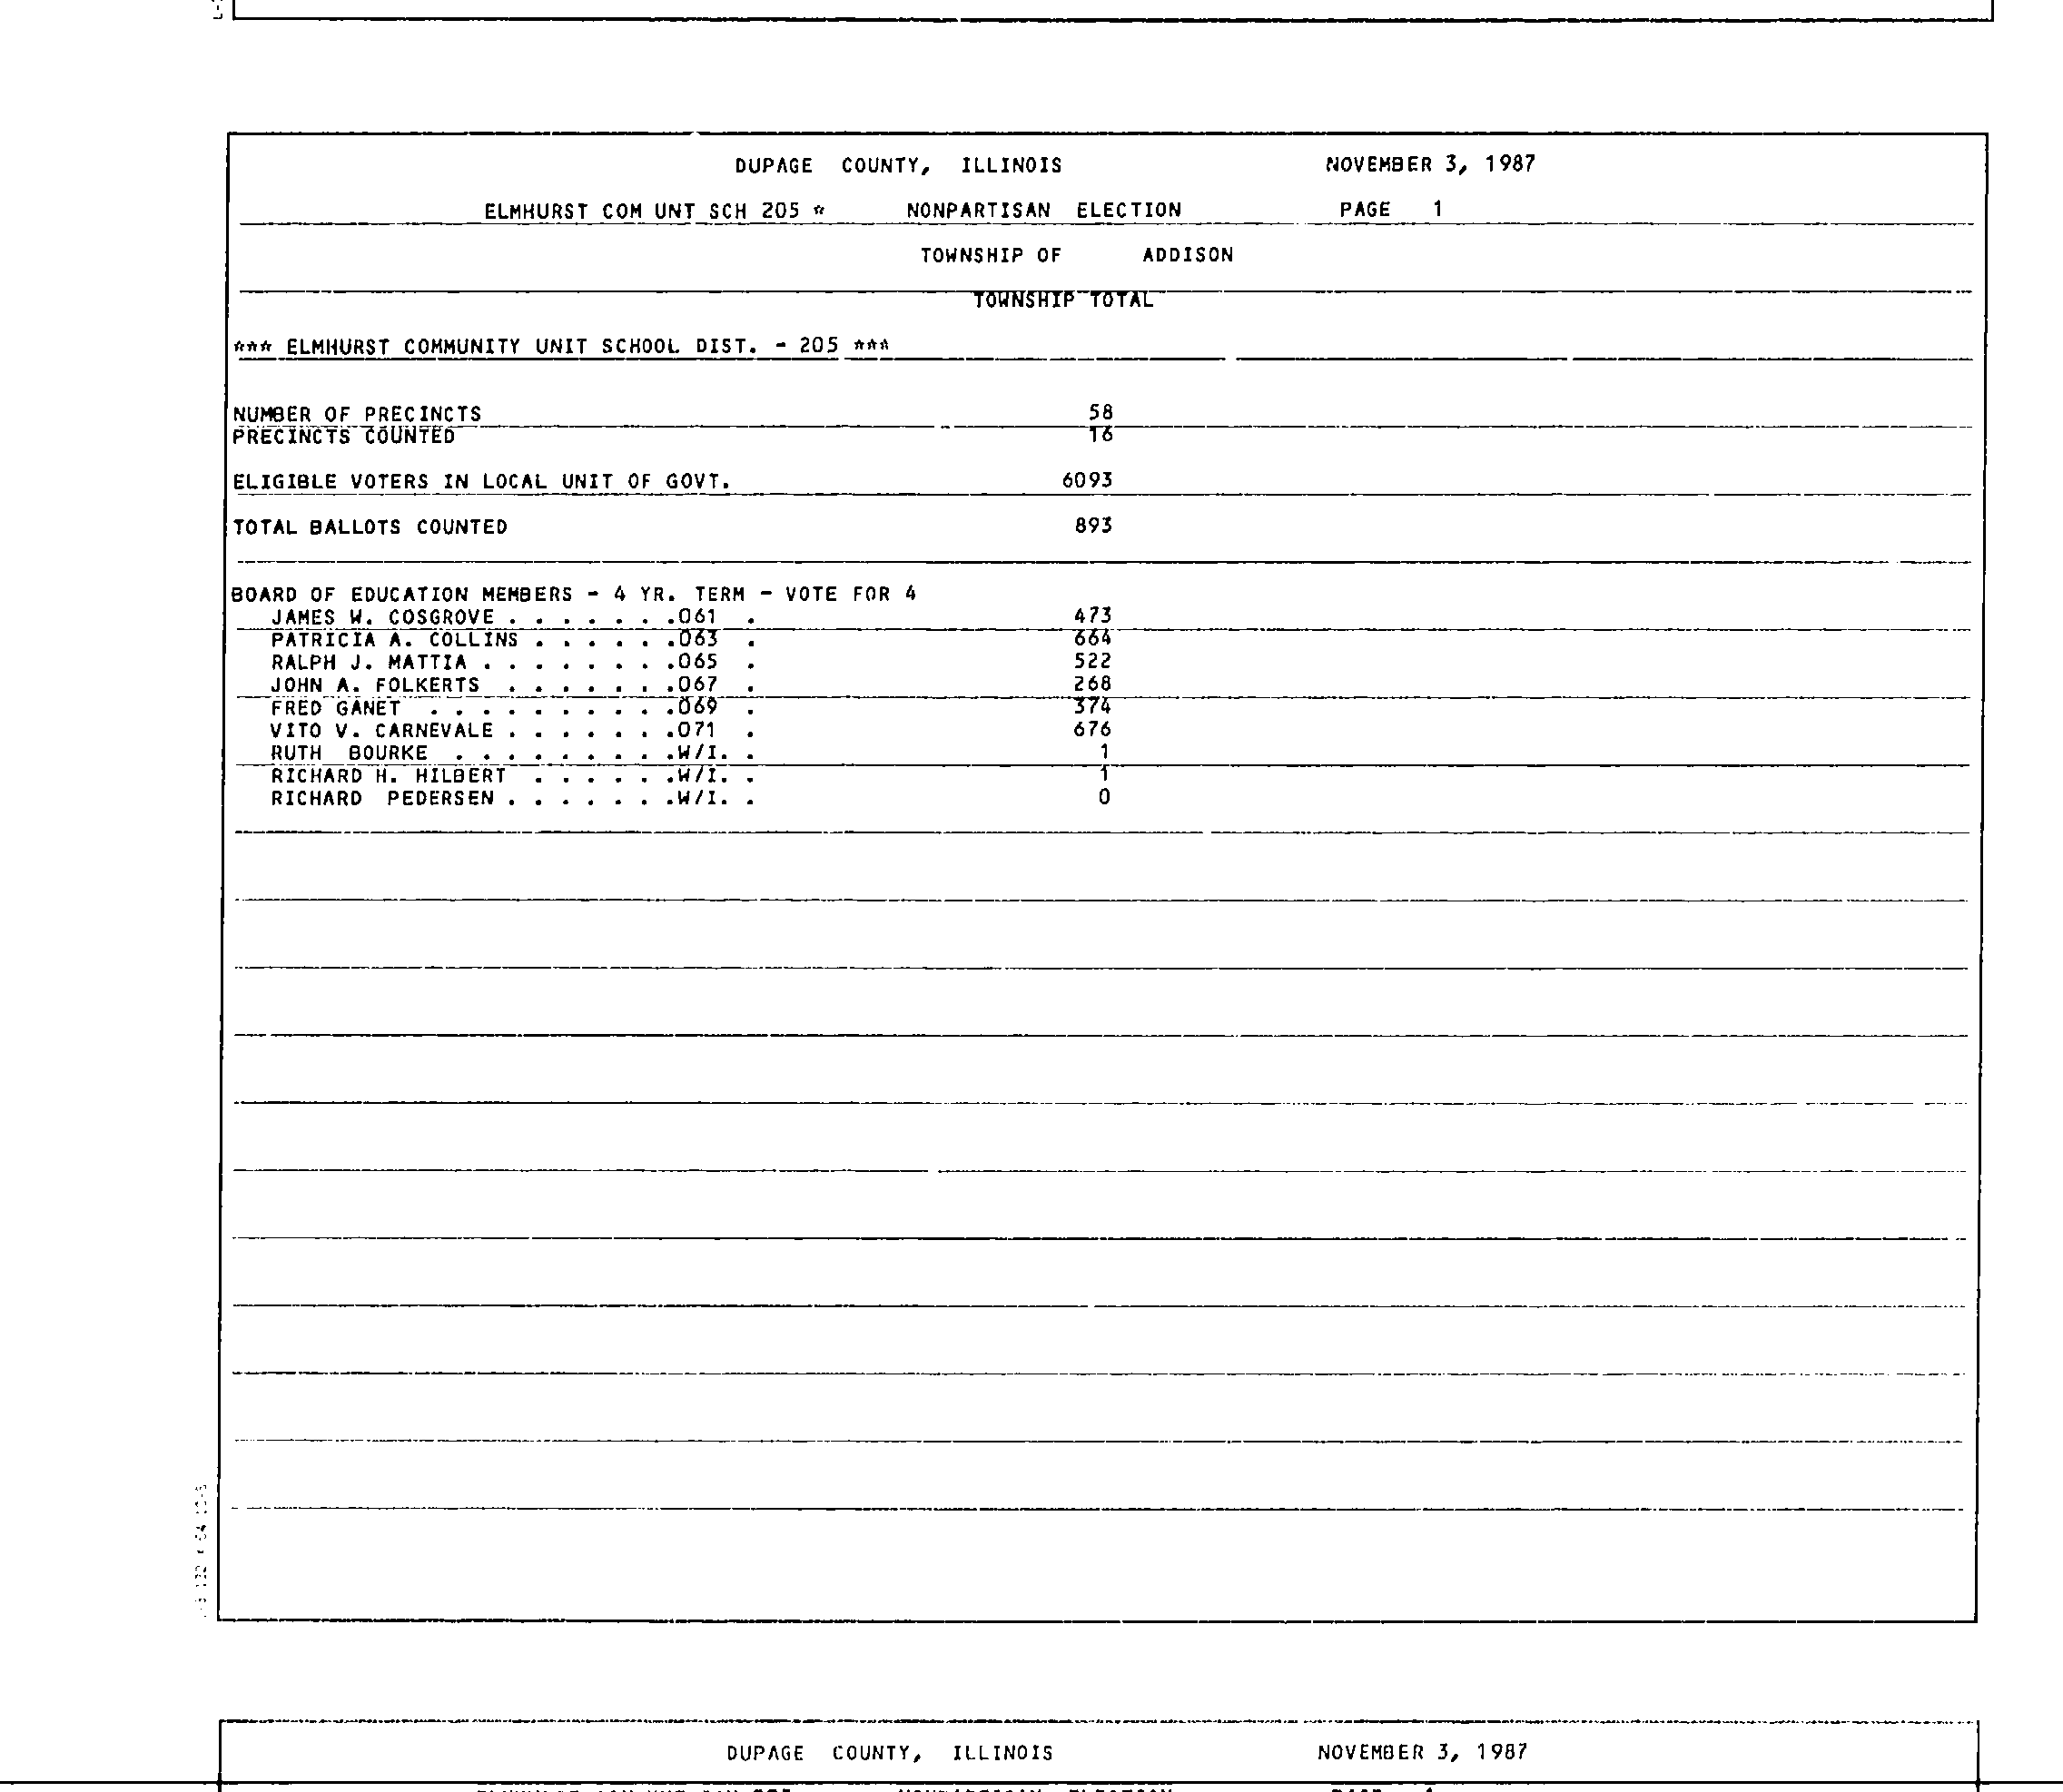 DUPAGE COUNTY, ILLINOIS NOVEMBER 3, 1987
ELMHURST COM UNT SCH 205 * NONPARTISAN ELECTION PAGE 1
TOWNSHIP OF ADDISON
TOWNSHIP TOTAL
*** ELMHURST COMMUNITY UNIT SCHOOL DIST. - 205 ***
NUMBER OF PRECINCTS 58
PRECINCTS COUNTED 16
ELIGIBLE VOTERS IN LOCAL UNIT OF GOVT. 6093
TOTAL BALLOTS COUNTED 893
BOARD OF EDUCATION MEMBERS - 4 YR. TERM - VOTE FOR 4
JAMES W. COSGROVE . . . . . . .061 . 473
PATRICIA A. COLLINS . . . . . .063 . 664
RALPH J. MATTIA . . . . . . . .065 . 522
JOHN A. FOLKERTS . . . . . . .067 . 268
FRED GANET . . . . . . . . . .069 . 374
VITO V. CARNEVALE . . . . . . .071 . 676
RUTH BOURKE . . . . . . . . .W/I. . 1
RICHARD H. HILBERT . . . . . .W/I. . 1
RICHARD PEDERSEN . . . . . . .W/I. . 0
DUPAGE COUNTY, ILLINOIS NOVEMBER 3, 1987